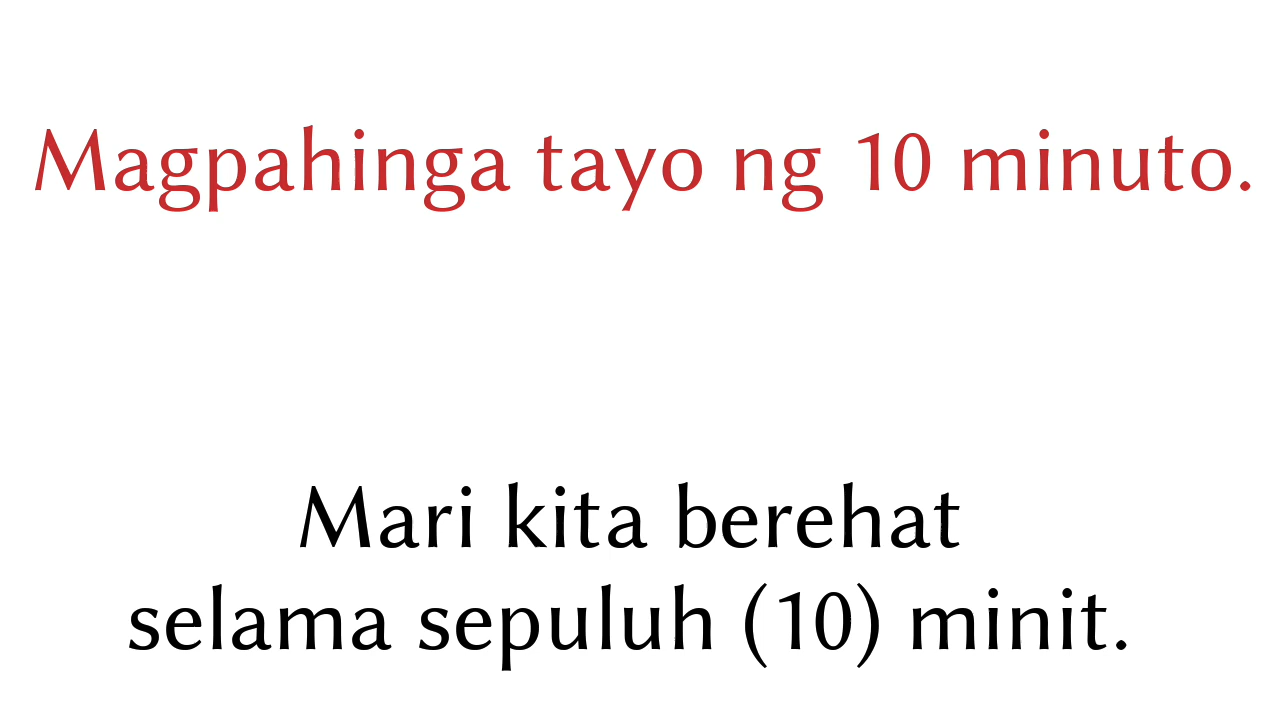 Magpahinga tayo ng 10 minuto.
Mari kita berehat
selama sepuluh (10) minit.